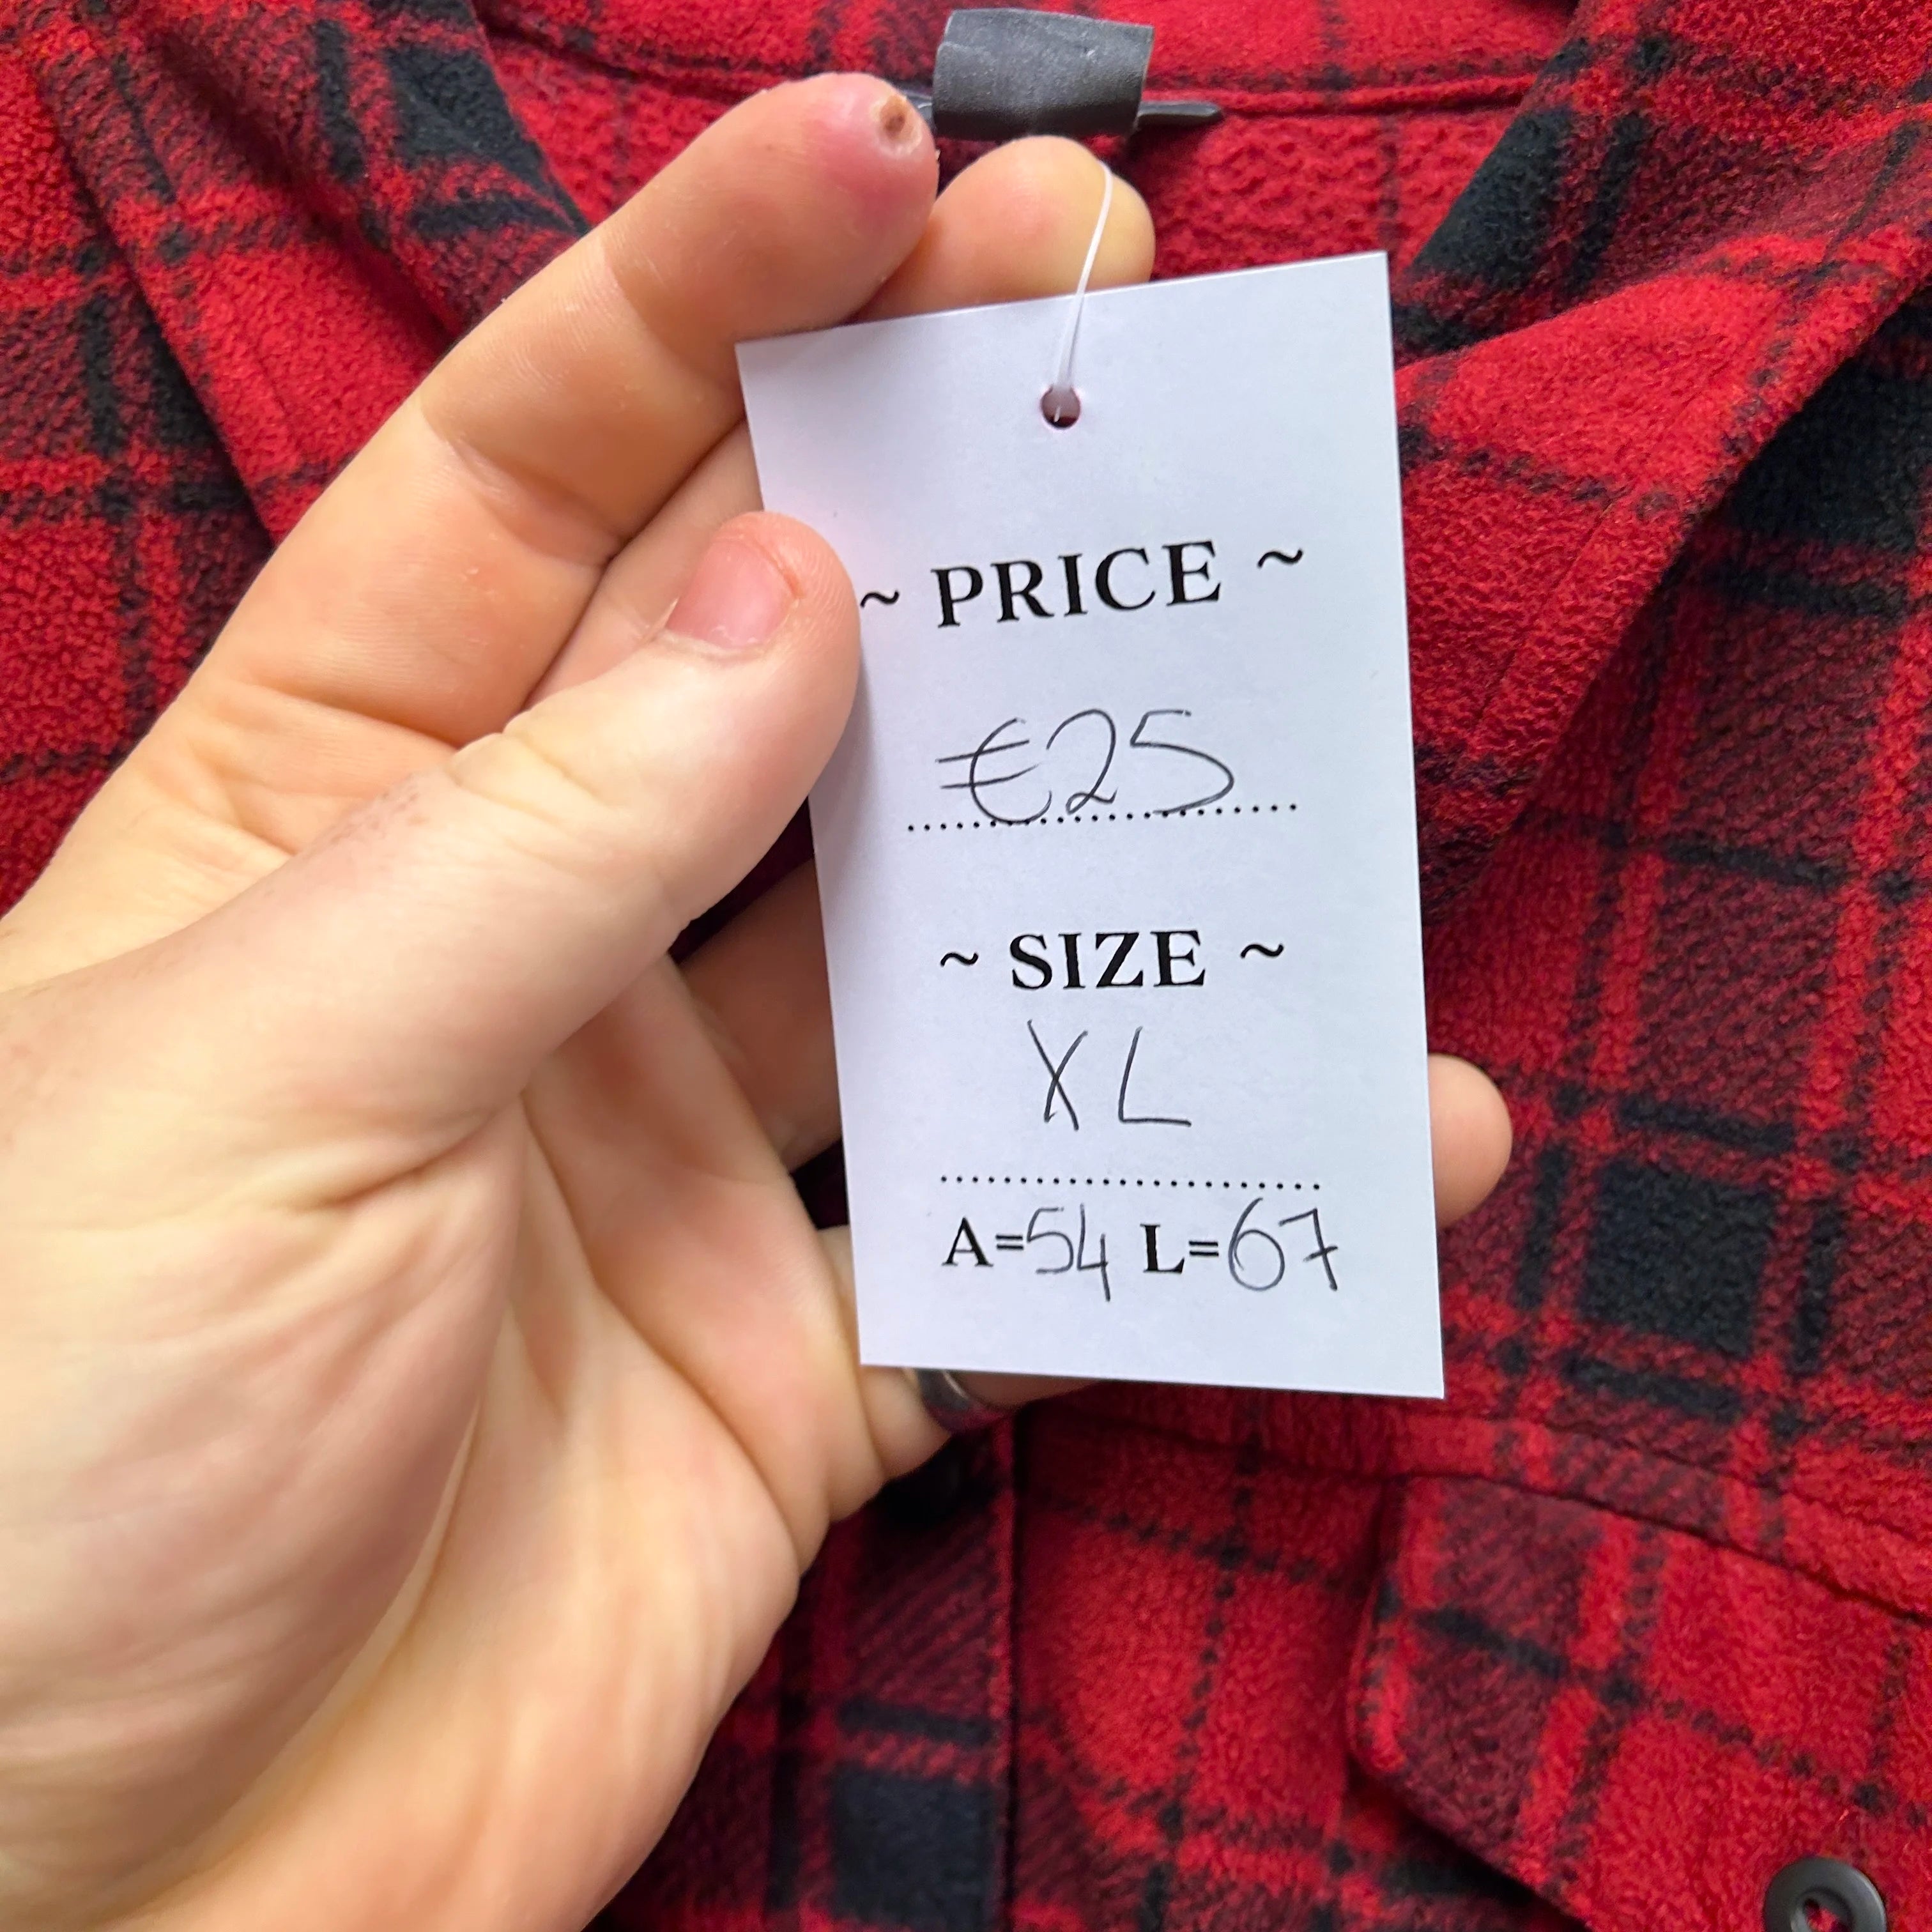 ~ PRICE ~
€25
~ SIZE ~
XL
A=54 L=67